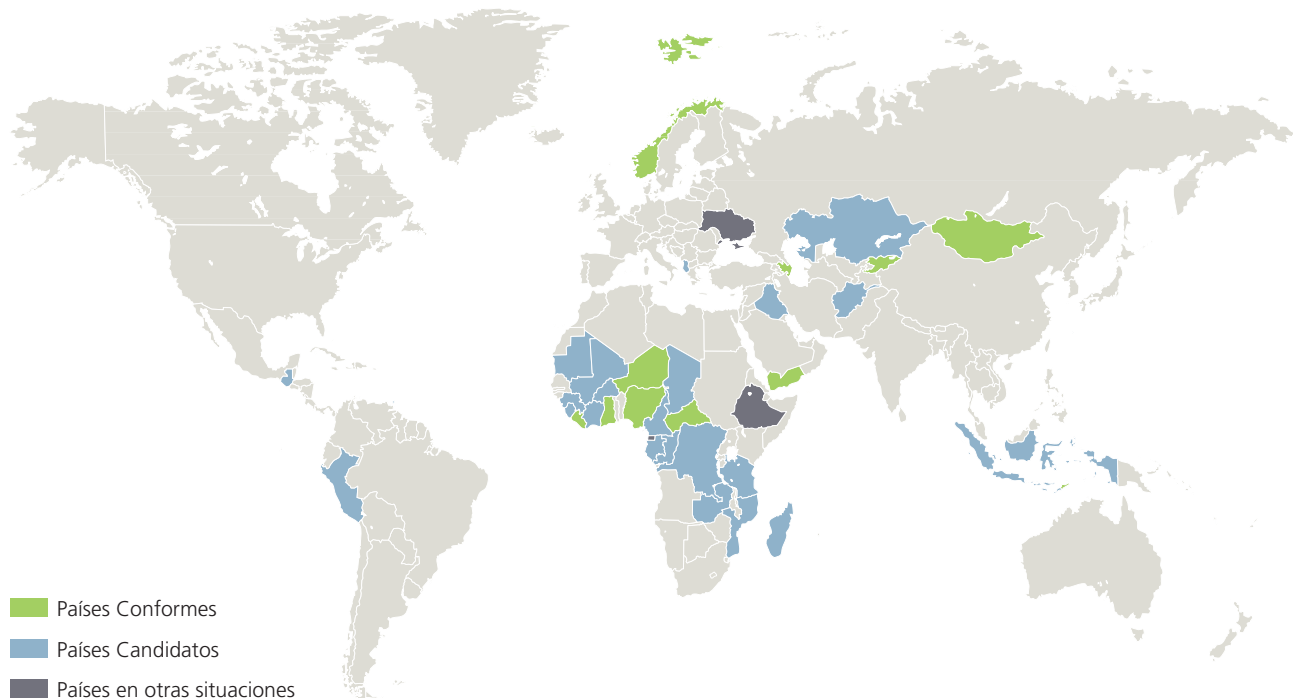 Países Conformes
Países Candidatos
Países en otras situaciones